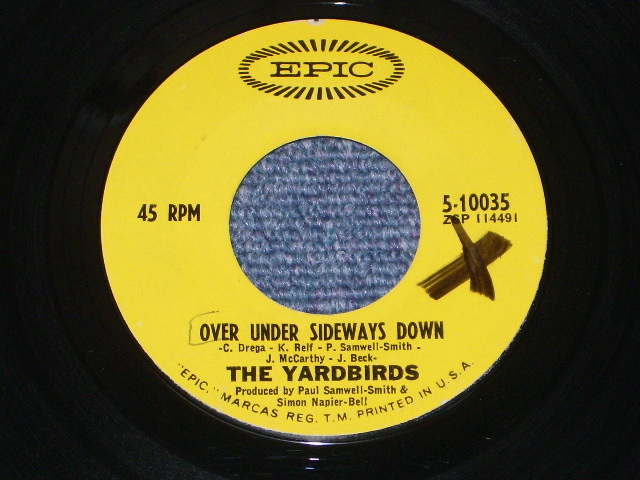 EPIC
45 RPM
5-10035
ZSP 114491
OVER UNDER SIDEWAYS DOWN
-C. Drega - K. Relf - P. Samwell-Smith -
J. McCarthy - J. Beck-
THE YARDBIRDS
Produced by Paul Samwell-Smith &
Simon Napier-Bell
"EPIC," MARCAS REG. T.M. PRINTED IN U.S.A.